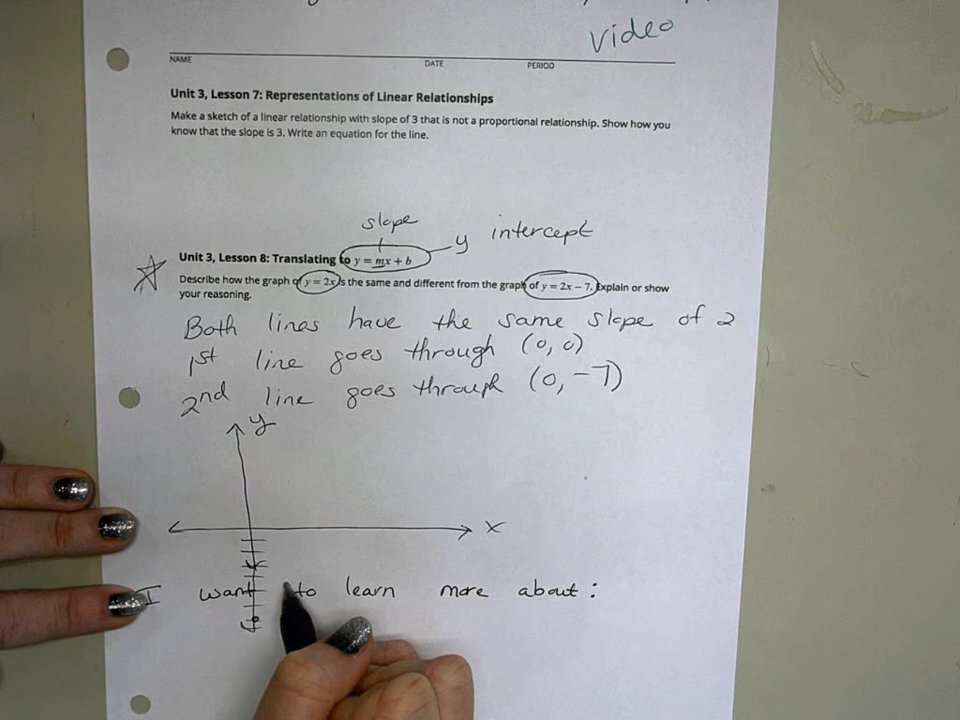 video
NAME DATE PERIOD
Unit 3, Lesson 7: Representations of Linear Relationships
Make a sketch of a linear relationship with slope of 3 that is not a proportional relationship. Show how you
know that the slope is 3. Write an equation for the line.
slope
y intercept
Unit 3, Lesson 8: Translating to y = mx + b
Describe how the graph of y = 2x is the same and different from the graph of y = 2x − 7. Explain or show
your reasoning.
Both lines have the same slope of 2
1st line goes through (0, 0)
2nd line goes through (0, -7)
y
x
I want to learn more about: